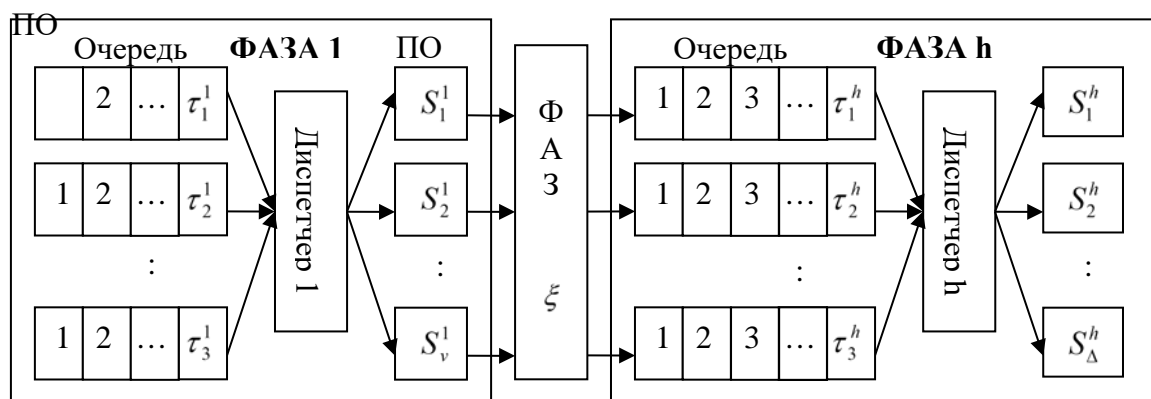 ПО
Очередь ФАЗА 1 ПО Очередь ФАЗА h
2 … τ₁¹ S₁¹ 1 2 3 … τ₁ʰ S₁ʰ
Ф
А
З
ξ
Диспетчер 1
Диспетчер h
1 2 … τ₂¹ S₂¹ 1 2 3 … τ₂ʰ S₂ʰ
: : : :
1 2 … τ₃¹ Sᵥ¹ 1 2 3 … τ₃ʰ S_Δʰ